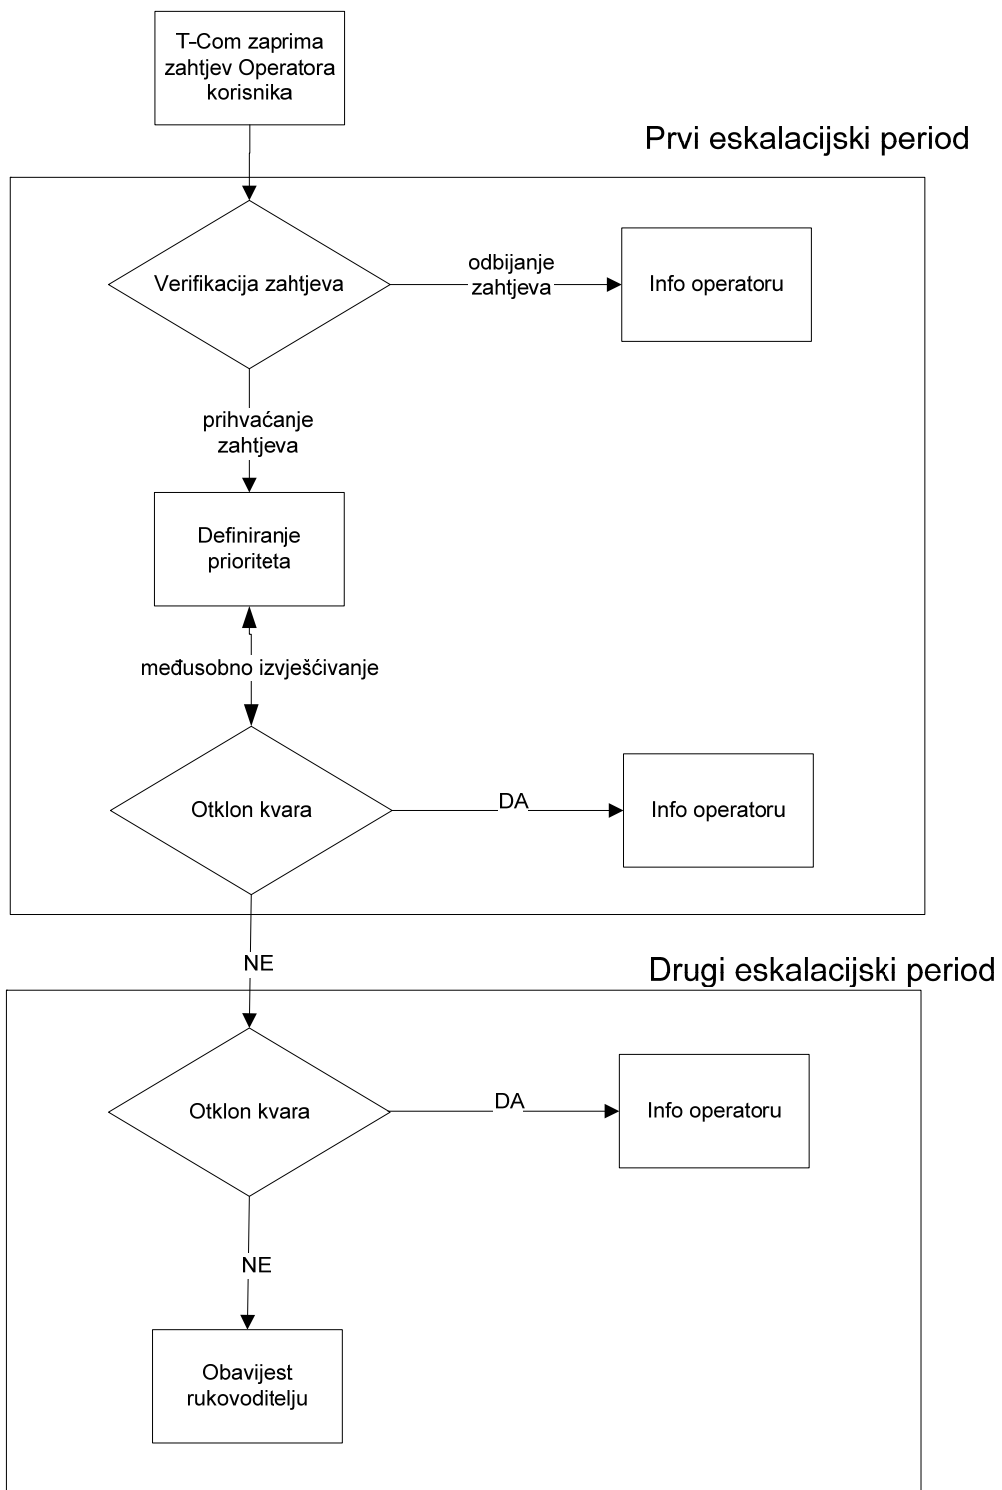 T-Com zaprima
zahtjev Operatora
korisnika
Prvi eskalacijski period
Verifikacija zahtjeva
odbijanje
zahtjeva
Info operatoru
prihvaćanje
zahtjeva
Definiranje
prioriteta
međusobno izvješćivanje
Otklon kvara
DA
Info operatoru
NE
Drugi eskalacijski period
Otklon kvara
DA
Info operatoru
NE
Obavijest
rukovoditelju